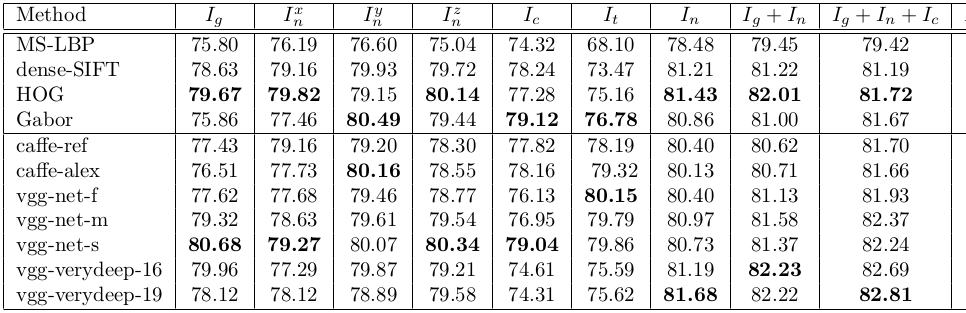 Method I_g I_n^x I_n^y I_n^z I_c I_t I_n I_g + I_n I_g + I_n + I_c
MS-LBP 75.80 76.19 76.60 75.04 74.32 68.10 78.48 79.45 79.42
dense-SIFT 78.63 79.16 79.93 79.72 78.24 73.47 81.21 81.22 81.19
HOG 79.67 79.82 79.15 80.14 77.28 75.16 81.43 82.01 81.72
Gabor 75.86 77.46 80.49 79.44 79.12 76.78 80.86 81.00 81.67
caffe-ref 77.43 79.16 79.20 78.30 77.82 78.19 80.40 80.62 81.70
caffe-alex 76.51 77.73 80.16 78.55 78.16 79.32 80.13 80.71 81.66
vgg-net-f 77.62 77.68 79.46 78.77 76.13 80.15 80.40 81.13 81.93
vgg-net-m 79.32 78.63 79.61 79.54 76.95 79.79 80.97 81.58 82.37
vgg-net-s 80.68 79.27 80.07 80.34 79.04 79.86 80.73 81.37 82.24
vgg-verydeep-16 79.96 77.29 79.87 79.21 74.61 75.59 81.19 82.23 82.69
vgg-verydeep-19 78.12 78.12 78.89 79.58 74.31 75.62 81.68 82.22 82.81